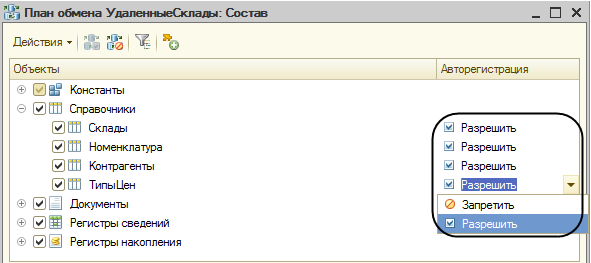 План обмена УдаленныеСклады: Состав
Действия
Объекты Авторегистрация
Константы
Справочники
Склады Разрешить
Номенклатура Разрешить
Контрагенты Разрешить
ТипыЦен Разрешить
Документы Запретить
Регистры сведений Разрешить
Регистры накопления